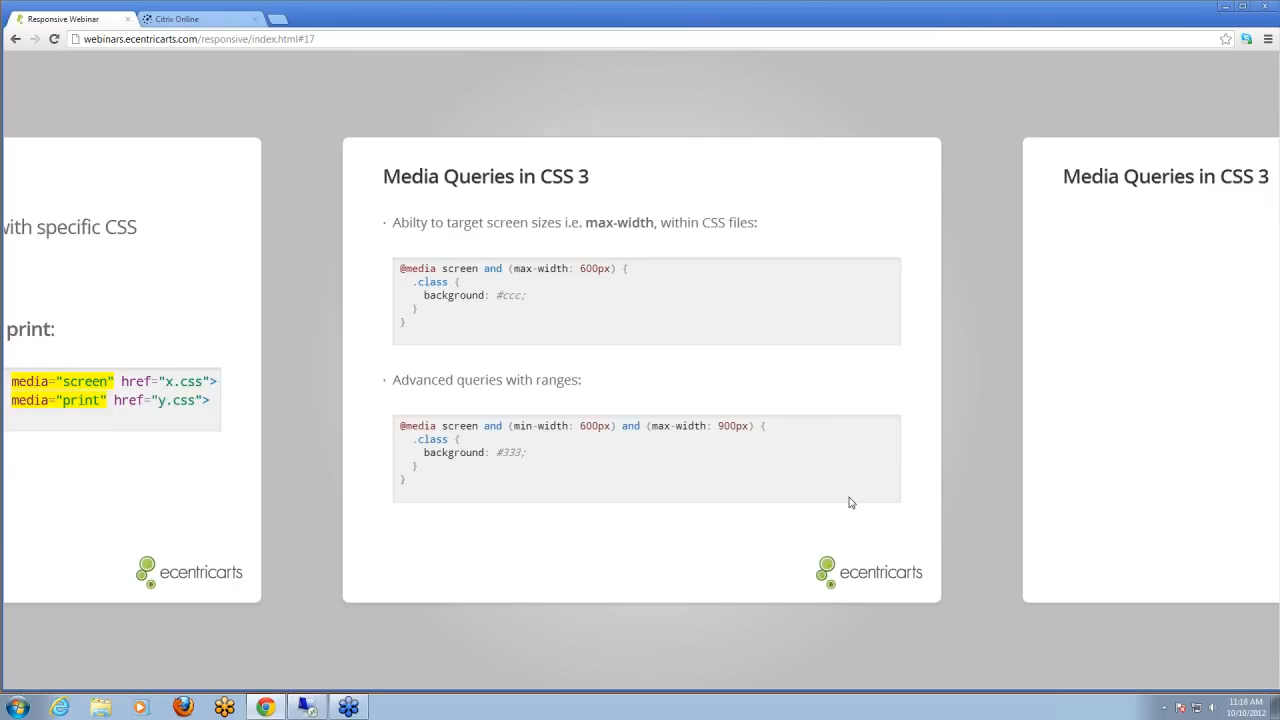 Responsive Webinar
Citrix Online
webinars.ecentricarts.com/responsive/index.html#17
with specific CSS
print:
media="screen" href="x.css">
media="print" href="y.css">
ecentricarts
Media Queries in CSS 3
· Abilty to target screen sizes i.e. max-width, within CSS files:
@media screen and (max-width: 600px) {
.class {
background: #ccc;
}
}
· Advanced queries with ranges:
@media screen and (min-width: 600px) and (max-width: 900px) {
.class {
background: #333;
}
}
ecentricarts
Media Queries in CSS 3
11:18 AM
10/10/2012